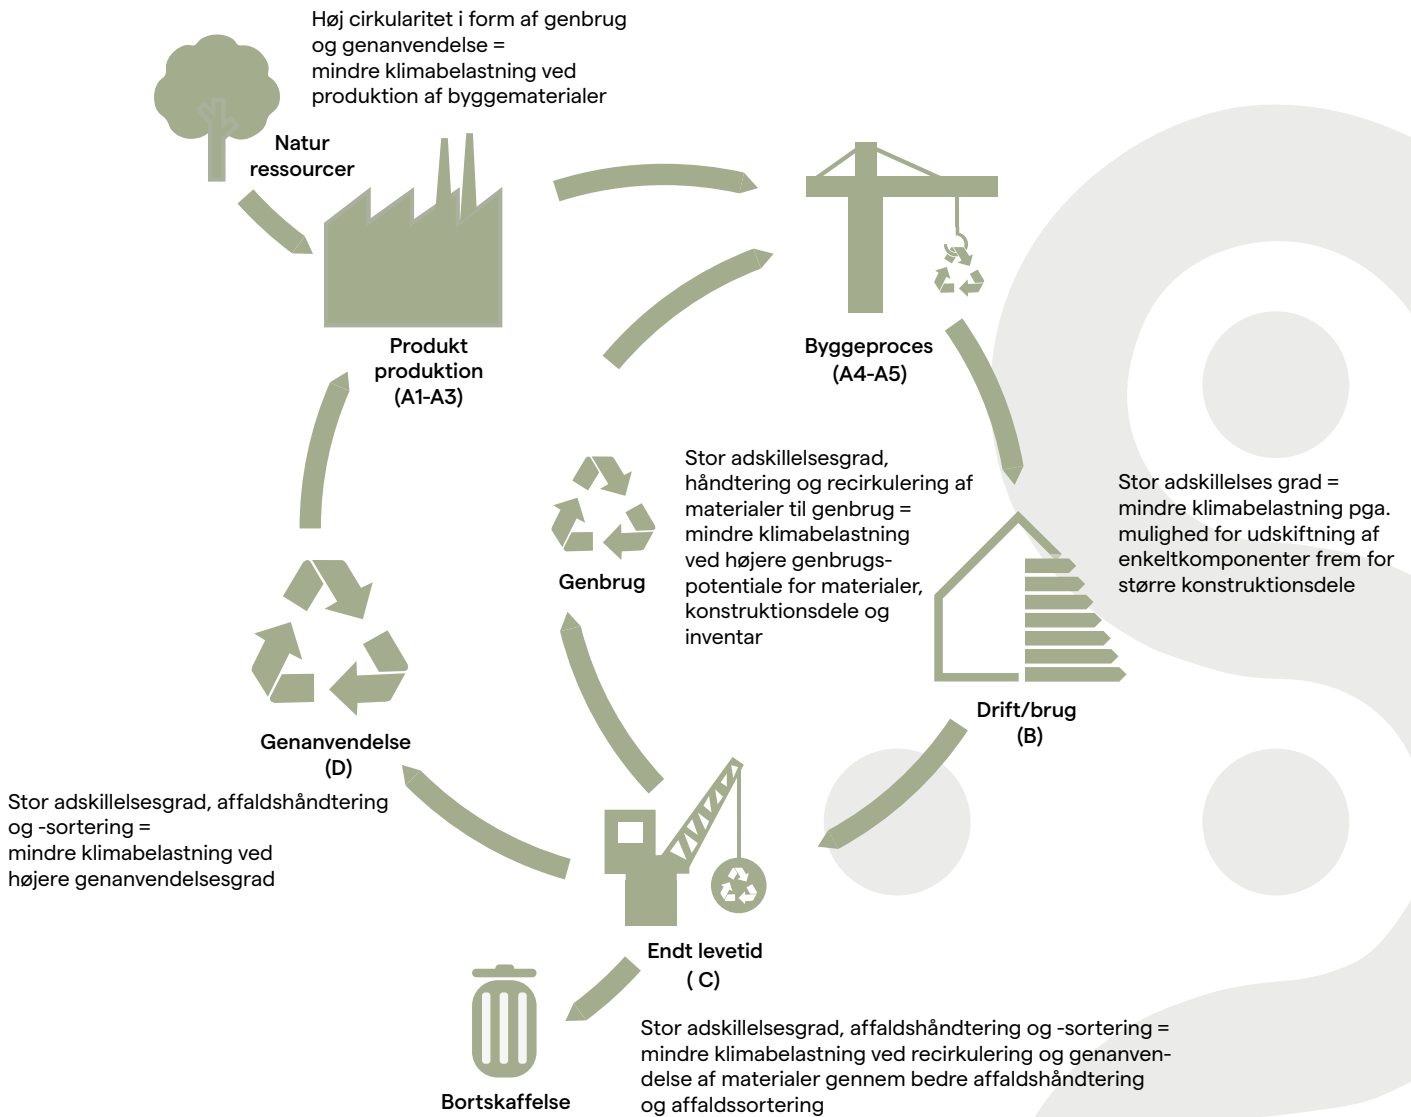 Høj cirkularitet i form af genbrug
og genanvendelse =
mindre klimabelastning ved
produktion af byggematerialer
Natur
ressourcer
Produkt
produktion
(A1-A3)
Byggeproces
(A4-A5)
Stor adskillelsesgrad,
håndtering og recirkulering af
materialer til genbrug =
mindre klimabelastning
ved højere genbrugs-
potentiale for materialer,
konstruktionsdele og
inventar
Genbrug
Stor adskillelses grad =
mindre klimabelastning pga.
mulighed for udskiftning af
enkeltkomponenter frem for
større konstruktionsdele
Drift/brug
(B)
Genanvendelse
(D)
Stor adskillelsesgrad, affaldshåndtering
og -sortering =
mindre klimabelastning ved
højere genanvendelsesgrad
Endt levetid
( C)
Stor adskillelsesgrad, affaldshåndtering og -sortering =
mindre klimabelastning ved recirkulering og genanven-
delse af materialer gennem bedre affaldshåndtering
og affaldssortering
Bortskaffelse